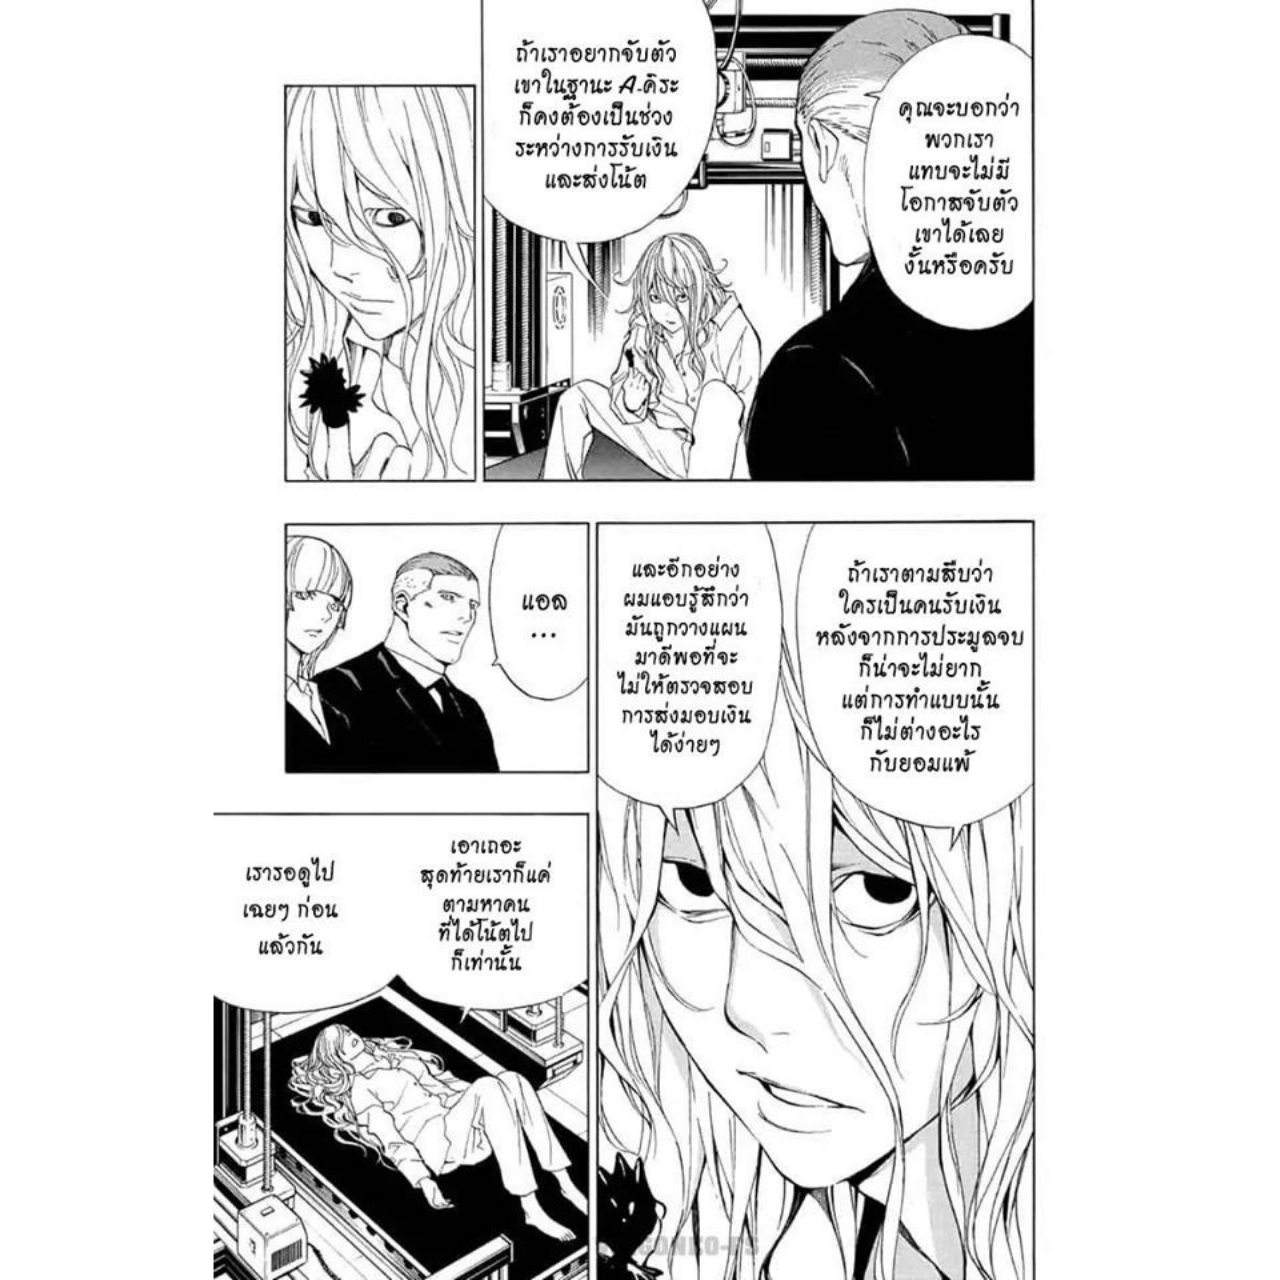 คุณจะบอกว่า
พวกเรา
แทบจะไม่มี
โอกาสจับตัว
เขาได้เลย
งั้นหรือครับ
ถ้าเราอยากจับตัว
เขาในฐานะ A-คิระ
ก็คงต้องเป็นช่วง
ระหว่างการรับเงิน
และส่งโน้ต
ถ้าเราตามสืบว่า
ใครเป็นคนรับเงิน
หลังจากการประมูลจบ
ก็น่าจะไม่ยาก
แต่การทำแบบนั้น
ก็ไม่ต่างอะไร
กับยอมแพ้
และอีกอย่าง
ผมแอบรู้สึกว่า
มันถูกวางแผน
มาดีพอที่จะ
ไม่ให้ตรวจสอบ
การส่งมอบเงิน
ได้ง่ายๆ
แอล
...
เอาเถอะ
สุดท้ายเราก็แค่
ตามหาคน
ที่ได้โน้ตไป
ก็เท่านั้น
เรารอดูไป
เฉยๆ ก่อน
แล้วกัน